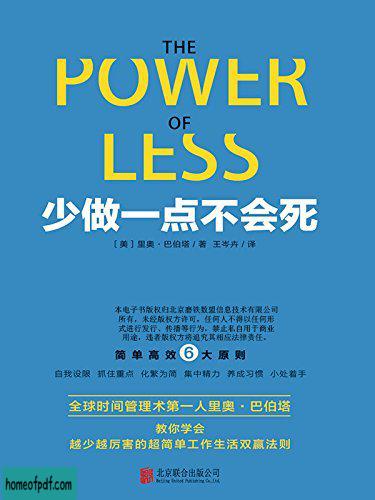 THE
POWER
OF
LESS
少做一点不会死
[美]里奥·巴伯塔/著 王岑卉/译
本电子书版权归北京磨铁数盟信息技术有限公司
所有，未经版权方许可，任何人不得以任何形
式进行发行、传播等行为，禁止私自用于商业
用途，违者版权方将追究其相应法律责任。
简单高效6大原则
自我设限 抓住重点 化繁为简 集中精力 养成习惯 小处着手
全球时间管理术第一人里奥·巴伯塔
教你学会
越少越厉害的超简单工作生活双赢法则
北京联合出版公司
Beijing United Publishing Co.,Ltd.
homeofpdf.com